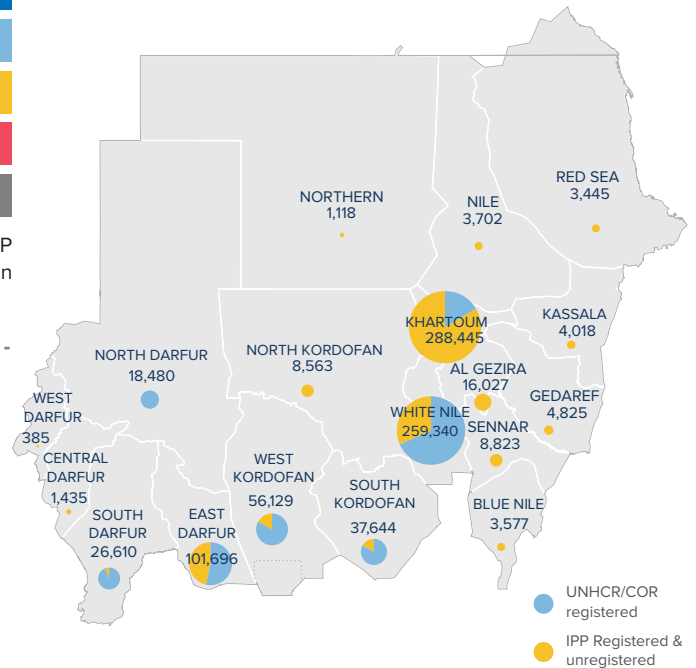 P
n
-
RED SEA
3,445
NORTHERN
1,118
NILE
3,702
KHARTOUM
288,445
KASSALA
4,018
NORTH DARFUR
18,480
NORTH KORDOFAN
8,563
AL GEZIRA
16,027
GEDAREF
4,825
WEST
DARFUR
385
WHITE NILE
259,340
SENNAR
8,823
CENTRAL
DARFUR
1,435
WEST
KORDOFAN
56,129
SOUTH
KORDOFAN
37,644
SOUTH
DARFUR
26,610
EAST
DARFUR
101,696
BLUE NILE
3,577
UNHCR/COR
registered
IPP Registered &
unregistered